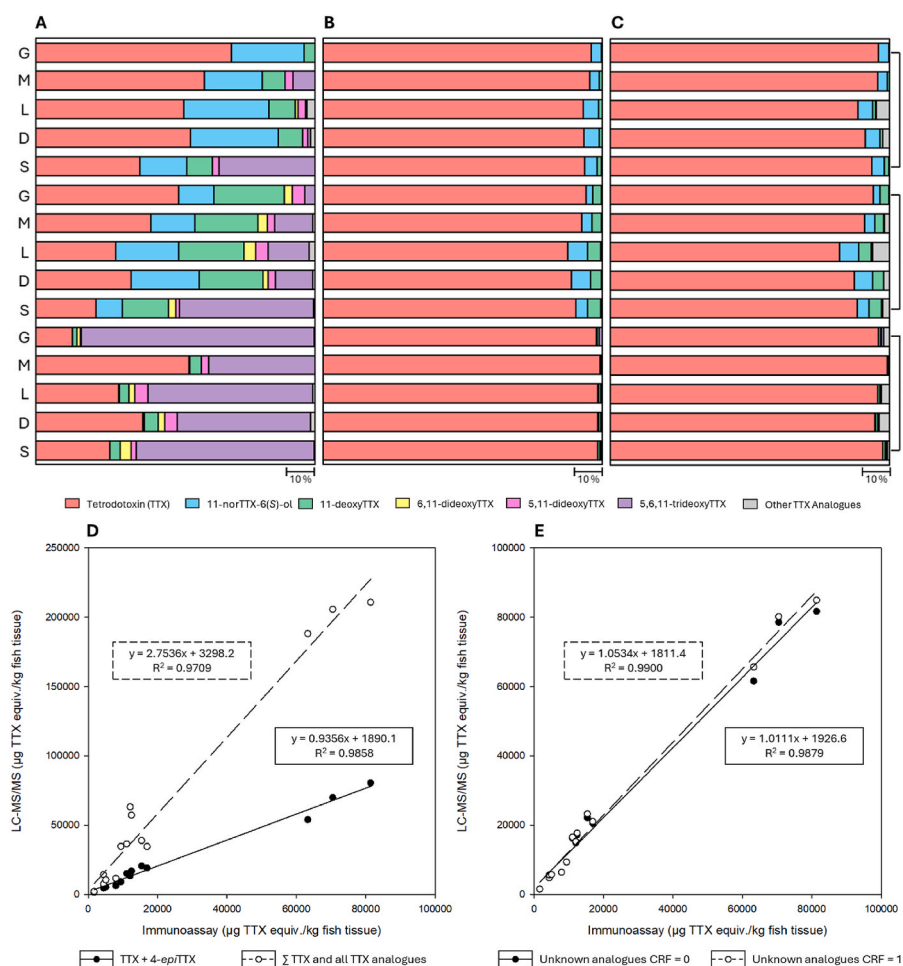 A B C
G
M
L
D
S
G
M
L
D
S
G
M
L
D
S
10% 10% 10%
Tetrodotoxin (TTX) 11-norTTX-6(S)-ol 11-deoxyTTX 6,11-dideoxyTTX 5,11-dideoxyTTX 5,6,11-trideoxyTTX Other TTX Analogues
D
LC-MS/MS (µg TTX equiv./kg fish tissue)
250000
200000
150000
100000
50000
0
y = 2.7536x + 3298.2
R² = 0.9709
y = 0.9356x + 1890.1
R² = 0.9858
0 20000 40000 60000 80000 100000
Immunoassay (µg TTX equiv./kg fish tissue)
TTX + 4-epiTTX ∑ TTX and all TTX analogues
E
LC-MS/MS (µg TTX equiv./kg fish tissue)
100000
80000
60000
40000
20000
0
y = 1.0534x + 1811.4
R² = 0.9900
y = 1.0111x + 1926.6
R² = 0.9879
0 20000 40000 60000 80000 100000
Immunoassay (µg TTX equiv./kg fish tissue)
Unknown analogues CRF = 0 Unknown analogues CRF = 1